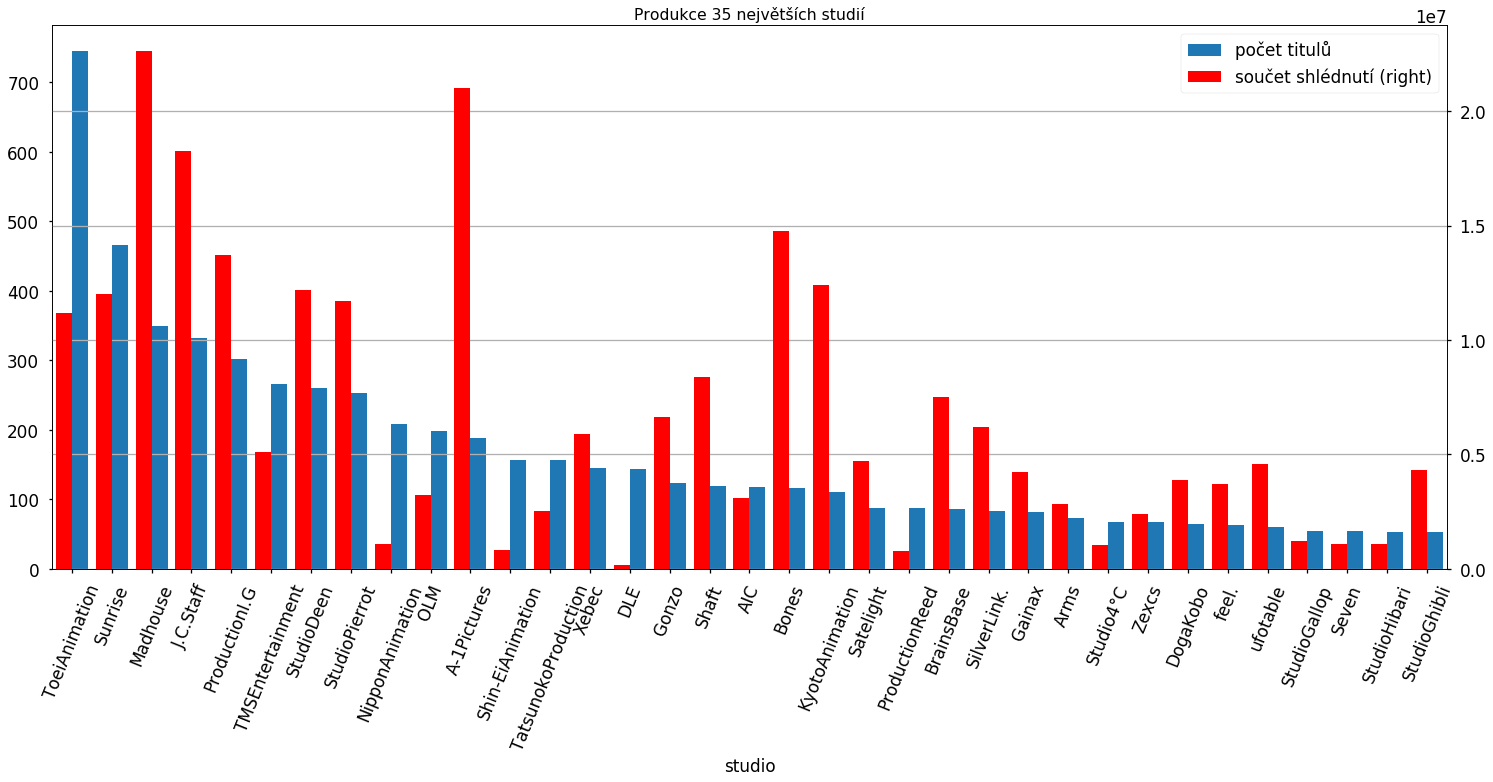 Produkce 35 největších studií
1e7
počet titulů
součet shlédnutí (right)
700
600
500
400
300
200
100
0
2.0
1.5
1.0
0.5
0.0
ToeiAnimation
Sunrise
Madhouse
J.C.Staff
ProductionI.G
TMSEntertainment
StudioDeen
StudioPierrot
NipponAnimation
OLM
A-1Pictures
Shin-EiAnimation
TatsunokoProduction
Xebec
DLE
Gonzo
Shaft
AIC
Bones
KyotoAnimation
Satelight
ProductionReed
BrainsBase
SilverLink.
Gainax
Arms
Studio4°C
Zexcs
DogaKobo
feel.
ufotable
StudioGallop
Seven
StudioHibari
StudioGhibli
studio